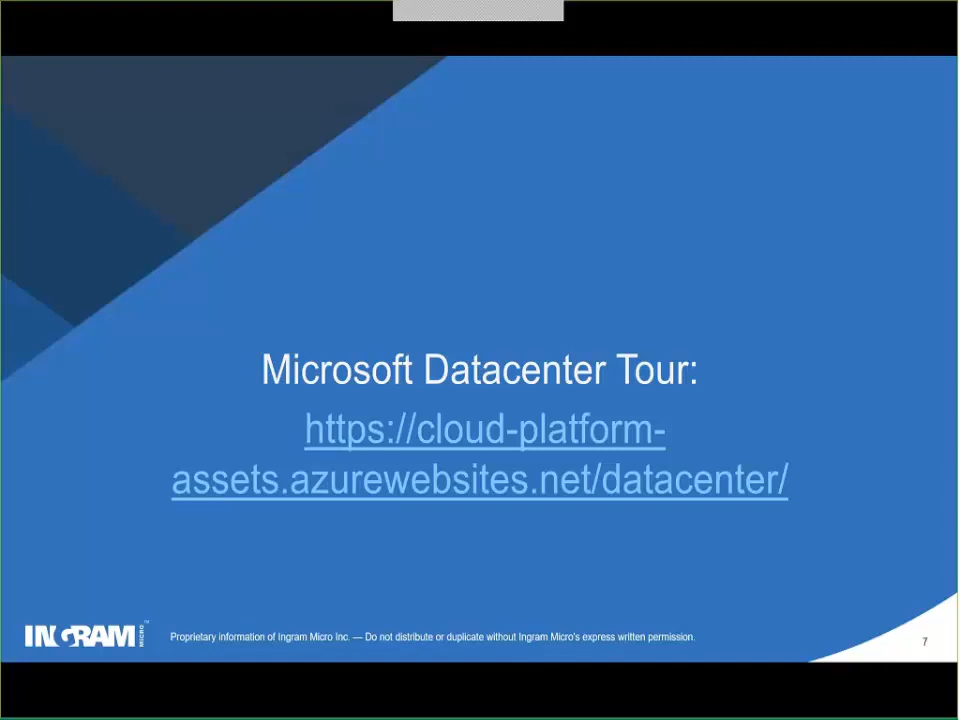 Microsoft Datacenter Tour:
https://cloud-platform-
assets.azurewebsites.net/datacenter/
INGRAM MICRO ™
Proprietary information of Ingram Micro Inc. — Do not distribute or duplicate without Ingram Micro's express written permission.
7